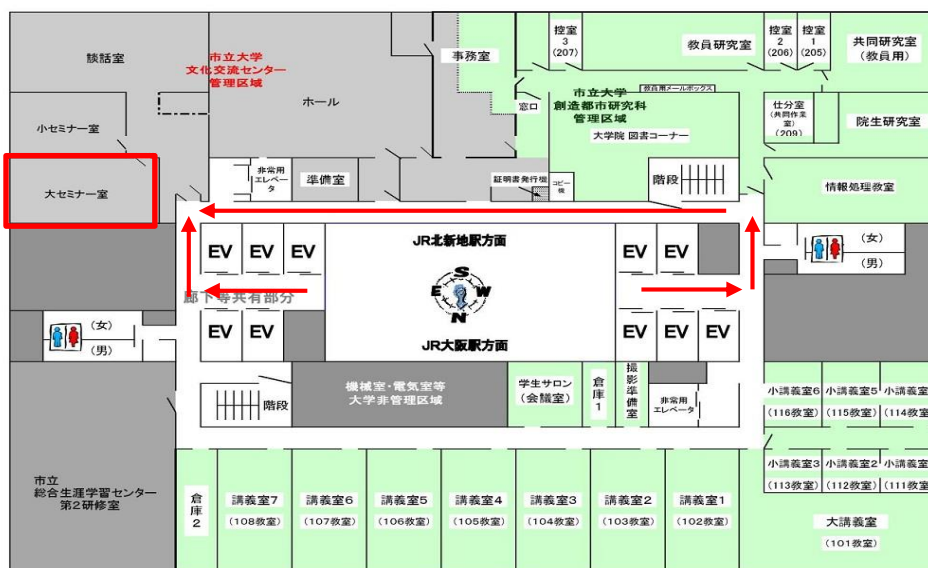 談話室
市立大学
文化交流センター
管理区域
ホール
事務室
控室
3
(207)
教員研究室
控室
2
(206)
控室
1
(205)
共同研究室
(教員用)
小セミナー室
窓口
市立大学
創造都市研究科
管理区域
教員用メールボックス
大学院 図書コーナー
仕分室
(共同作業
室)
(209)
院生研究室
大セミナー室
非常用
エレベー
タ
準備室
証明書発行機
コピー
機
階段
情報処理教室
EV
EV
EV
JR北新地駅方面
EV
EV
(女)
(男)
S
E
W
N
廊下等共有部分
EV
EV
JR大阪駅方面
EV
EV
EV
(女)
(男)
階段
機械室・電気室等
大学非管理区域
学生サロン
(会議室)
倉庫1
撮影準備室
非常用
エレベータ
小講義室6
(116教室)
小講義室5
(115教室)
小講義室4
(114教室)
小講義室3
(113教室)
小講義室2
(112教室)
小講義室1
(111教室)
市立
総合生涯学習センター
第2研修室
倉庫2
講義室7
(108教室)
講義室6
(107教室)
講義室5
(106教室)
講義室4
(105教室)
講義室3
(104教室)
講義室2
(103教室)
講義室1
(102教室)
大講義室
(101教室)